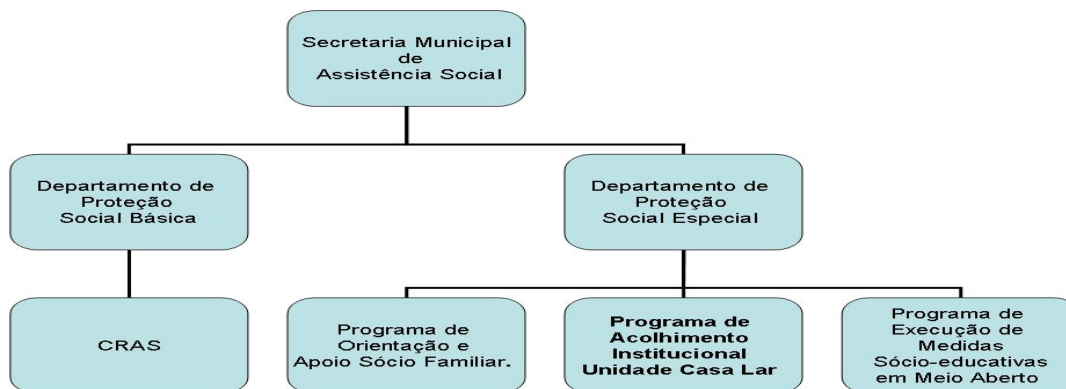 Secretaria Municipal
de
Assistência Social
Departamento de
Proteção
Social Básica
Departamento de
Proteção
Social Especial
CRAS
Programa de
Orientação e
Apoio Sócio Familiar.
Programa de
Acolhimento
Institucional
Unidade Casa Lar
Programa de
Execução de
Medidas
Sócio-educativas
em Meio Aberto